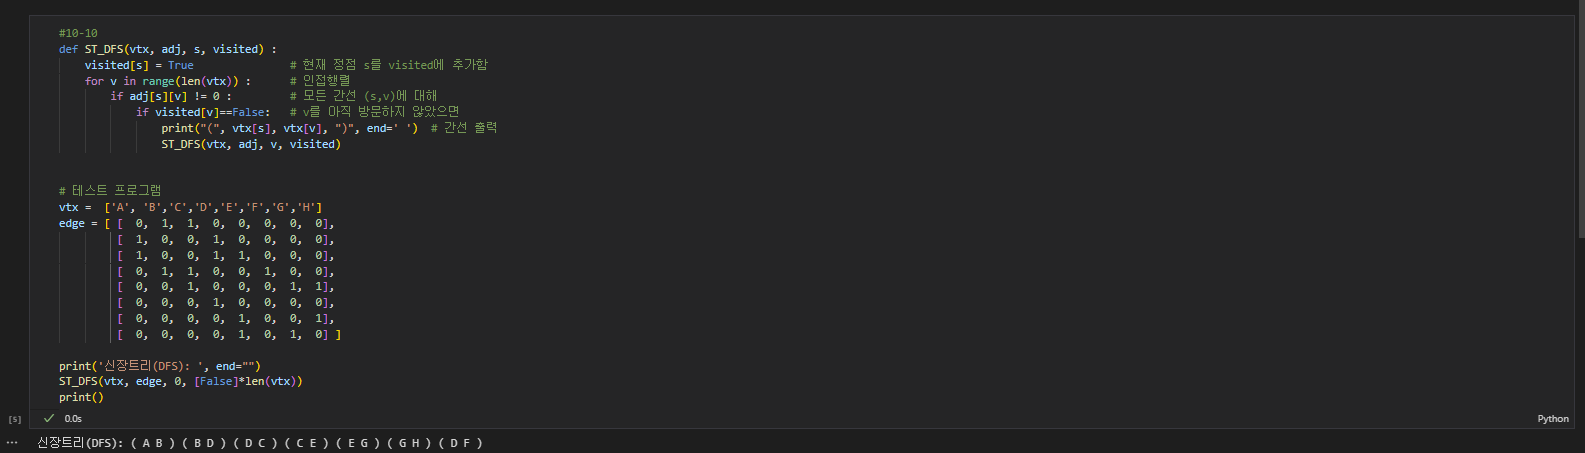 #10-10
def ST_DFS(vtx, adj, s, visited) :
    visited[s] = True               # 현재 정점 s를 visited에 추가함
    for v in range(len(vtx)) :      # 인접행렬
        if adj[s][v] != 0 :         # 모든 간선 (s,v)에 대해
            if visited[v]==False:   # v를 아직 방문하지 않았으면
                print("(", vtx[s], vtx[v], ")", end=' ')  # 간선 출력
                ST_DFS(vtx, adj, v, visited)
# 테스트 프로그램
vtx =  ['A', 'B','C','D','E','F','G','H']
edge = [ [  0,  1,  1,  0,  0,  0,  0,  0],
         [  1,  0,  0,  1,  0,  0,  0,  0],
         [  1,  0,  0,  1,  1,  0,  0,  0],
         [  0,  1,  1,  0,  0,  1,  0,  0],
         [  0,  0,  1,  0,  0,  0,  1,  1],
         [  0,  0,  0,  1,  0,  0,  0,  0],
         [  0,  0,  0,  0,  1,  0,  0,  1],
         [  0,  0,  0,  0,  1,  0,  1,  0] ]
print('신장트리(DFS): ', end="")
ST_DFS(vtx, edge, 0, [False]*len(vtx))
print()
[5] ✓ 0.0s Python
... 신장트리(DFS): ( A B ) ( B D ) ( D C ) ( C E ) ( E G ) ( G H ) ( D F )